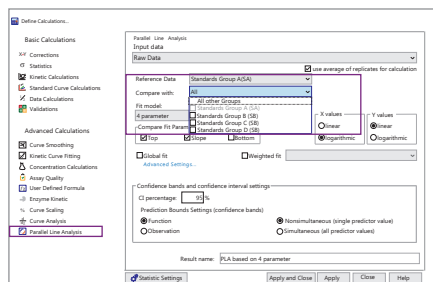 Define Calculations...
Basic Calculations
X-Y Corrections
σ Statistics
Kinetic Calculations
Standard Curve Calculations
Data Calculations
Validations
Advanced Calculations
Curve Smoothing
Kinetic Curve Fitting
Concentration Calculations
Assay Quality
User Defined Formula
Enzyme Kinetic
Curve Scaling
Curve Analysis
Parallel Line Analysis
Parallel Line Analysis
Input data
Raw Data
use average of replicates for calculation
Reference Data Standards Group A(SA)
Compare with: All
All other Groups
Standards Group A (SA)
Standards Group B (SB)
Standards Group C (SB)
Standards Group D (SB)
Fit model:
4 parameter
X values
linear
logarithmic
Y values
linear
logarithmic
Compare Fit Param
Top Slope Bottom
Global fit Weighted fit
Advanced Settings...
Confidence bands and confidence interval settings
CI percentage: 95 %
Prediction Bounds Settings (confidence bands)
Function Nonsimultaneous (single predictor value)
Observation Simultaneous (all predictor values)
Result name: PLA based on 4 parameter
Statistic Settings Apply and Close Apply Close Help